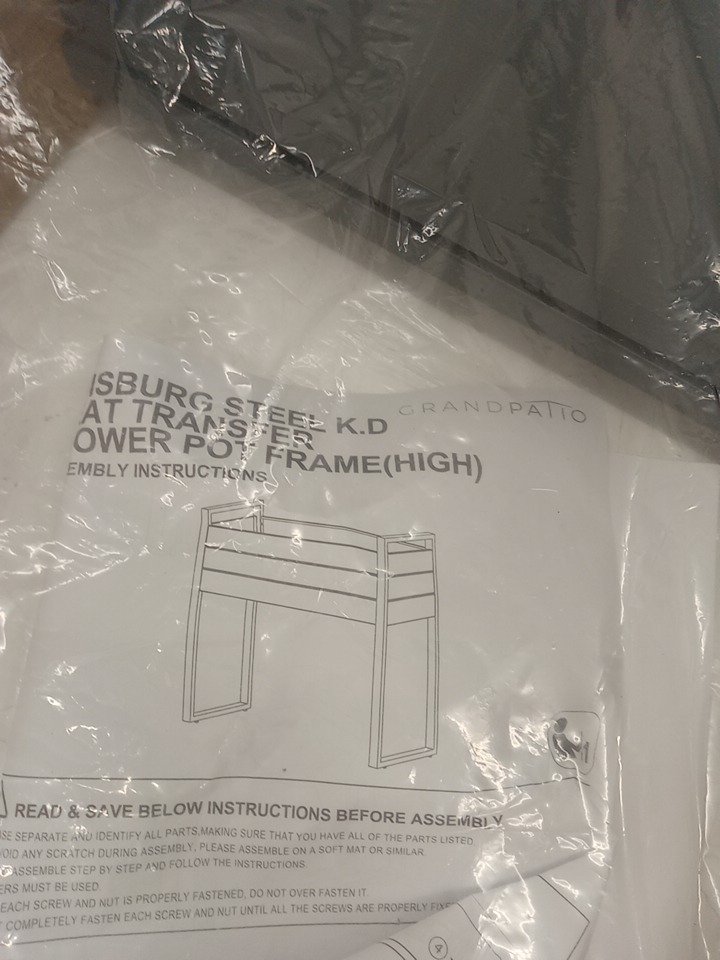 ISBURG STEEL K.D
GRANDPATIO
AT TRANSFER
OWER POT FRAME(HIGH)
EMBLY INSTRUCTIONS
1
READ & SAVE BELOW INSTRUCTIONS BEFORE ASSEMBLY
SE SEPARATE AND IDENTIFY ALL PARTS,MAKING SURE THAT YOU HAVE ALL OF THE PARTS LISTED
VOID ANY SCRATCH DURING ASSEMBLY, PLEASE ASSEMBLE ON A SOFT MAT OR SIMILAR.
ASSEMBLE STEP BY STEP AND FOLLOW THE INSTRUCTIONS.
ERS MUST BE USED.
EACH SCREW AND NUT IS PROPERLY FASTENED, DO NOT OVER FASTEN IT.
COMPLETELY FASTEN EACH SCREW AND NUT UNTIL ALL THE SCREWS ARE PROPERLY FIXE